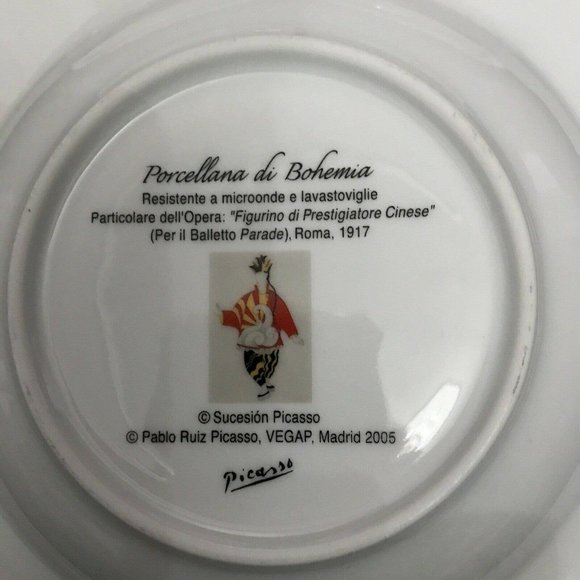 Porcellana di Bohemia
Resistente a microonde e lavastoviglie
Particolare dell'Opera: "Figurino di Prestigiatore Cinese"
(Per il Balletto Parade), Roma, 1917
© Sucesión Picasso
© Pablo Ruiz Picasso, VEGAP, Madrid 2005
Picasso